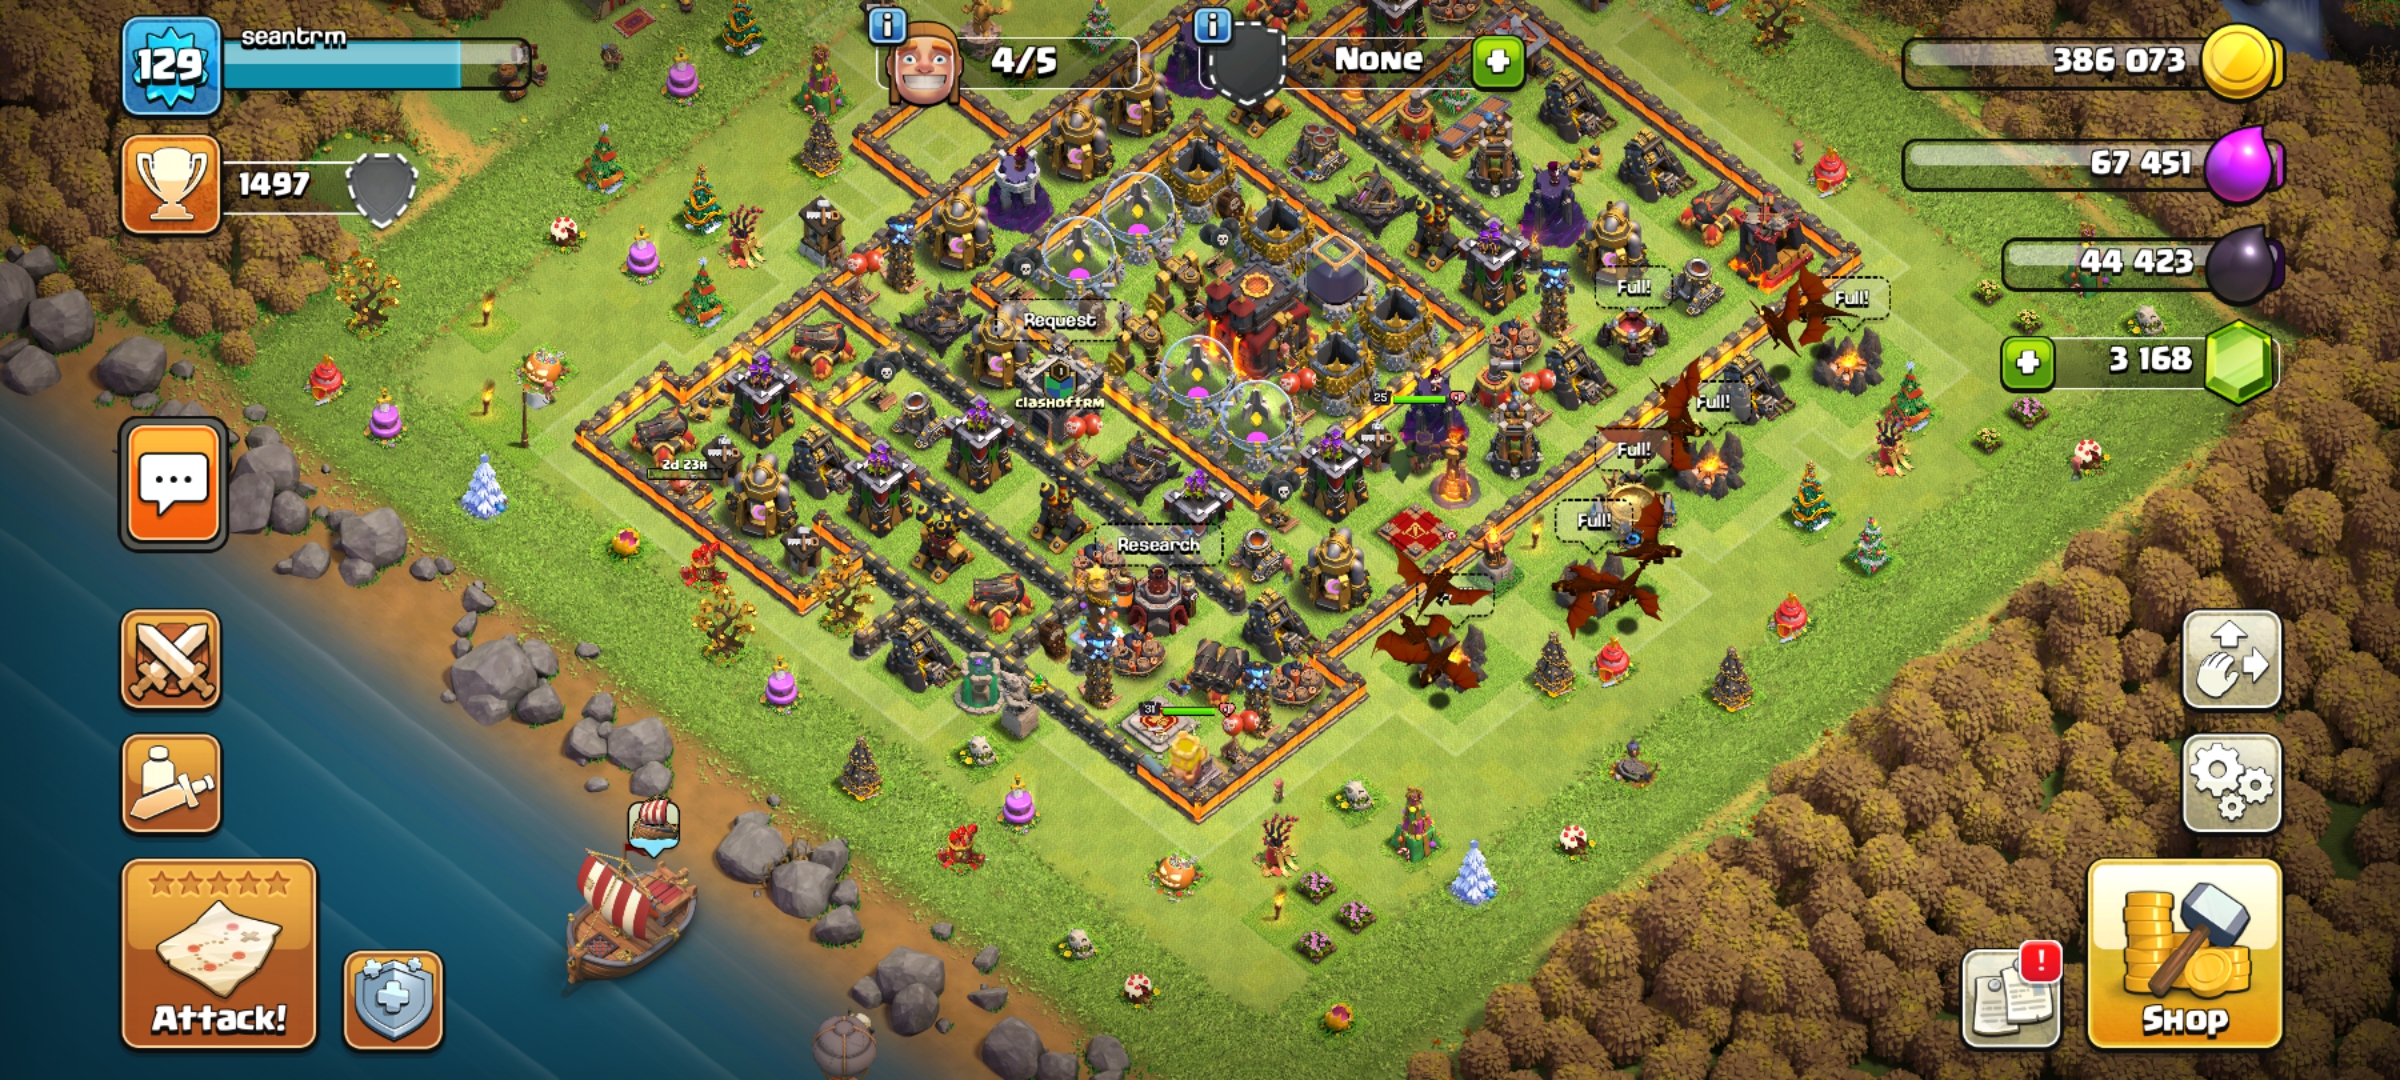 129
seantrm
4/5
None
386 073
1497
67 451
44 423
3 168
Full!
Full!
Request
clashoftrm
25
Full!
Full!
2d 23h
Full!
Research
31
Attack!
Shop